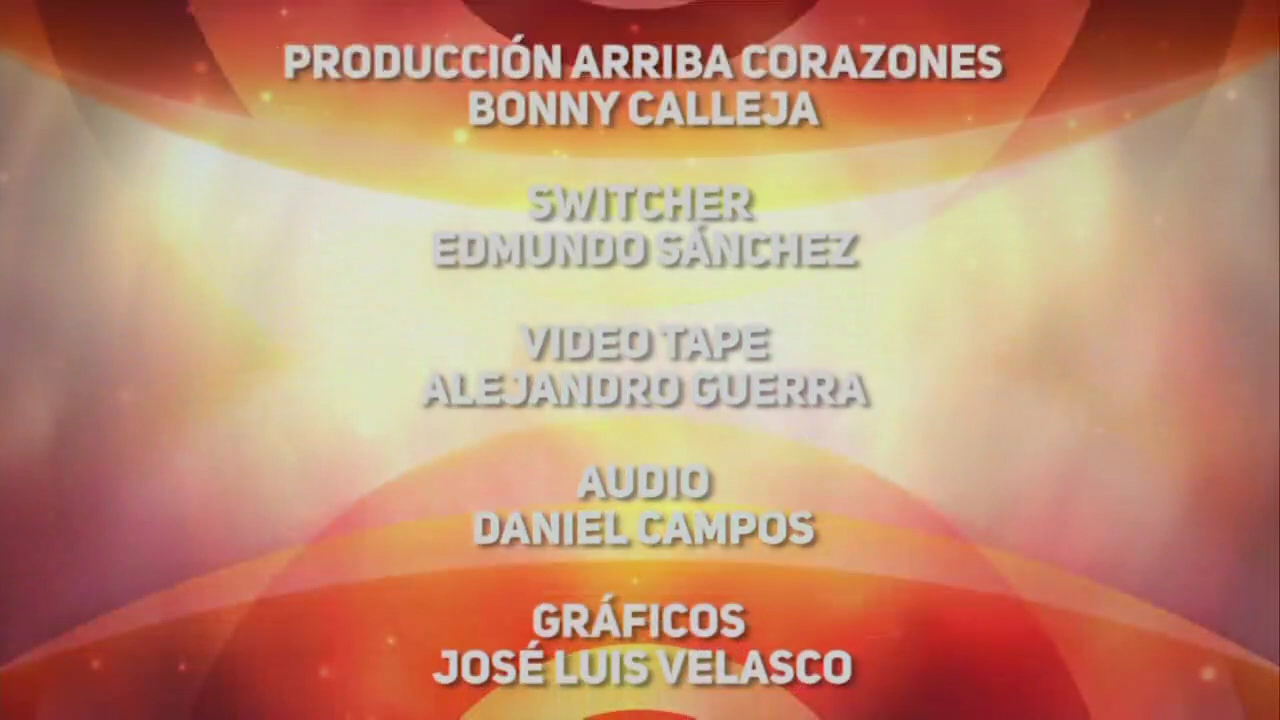 PRODUCCIÓN ARRIBA CORAZONES
BONNY CALLEJA
SWITCHER
EDMUNDO SÁNCHEZ
VIDEO TAPE
ALEJANDRO GUERRA
AUDIO
DANIEL CAMPOS
GRÁFICOS
JOSÉ LUIS VELASCO